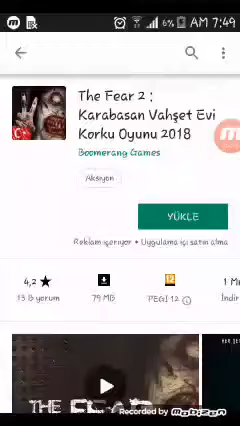 6% AM 7:49
The Fear 2 :
Karabasan Vahşet Evi
Korku Oyunu 2018
Boomerang Games
Aksiyon
YÜKLE
Reklam içeriyor • Uygulama içi satın alma
4,2 ★
12
1 M
13 B yorum
79 MB
PEGI 12
İndir
THE FEAR
Recorded by Mobizen